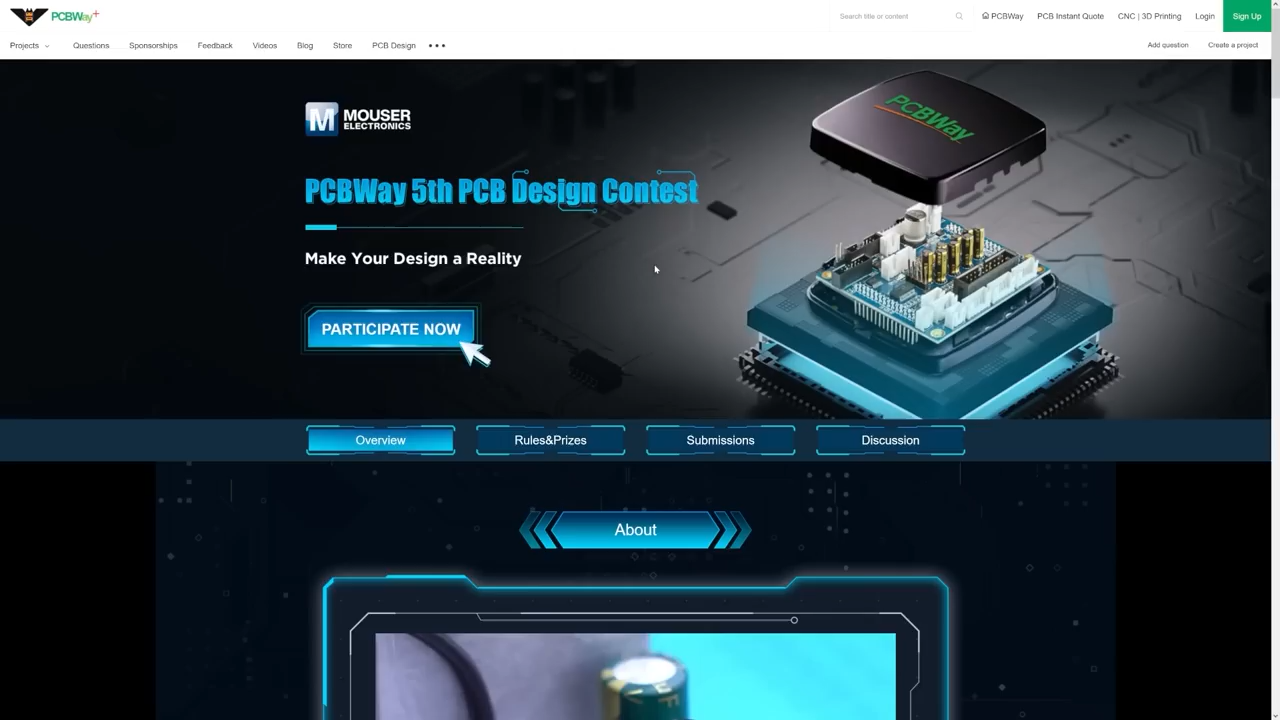 PCBWay+
Search title or content
PCBWay
PCB Instant Quote
CNC | 3D Printing
Login
Sign Up
Projects
Questions
Sponsorships
Feedback
Videos
Blog
Store
PCB Design
Add question
Create a project
M MOUSER
ELECTRONICS
PCBWay
PCBWay 5th PCB Design Contest
Make Your Design a Reality
PARTICIPATE NOW
Overview
Rules&Prizes
Submissions
Discussion
About